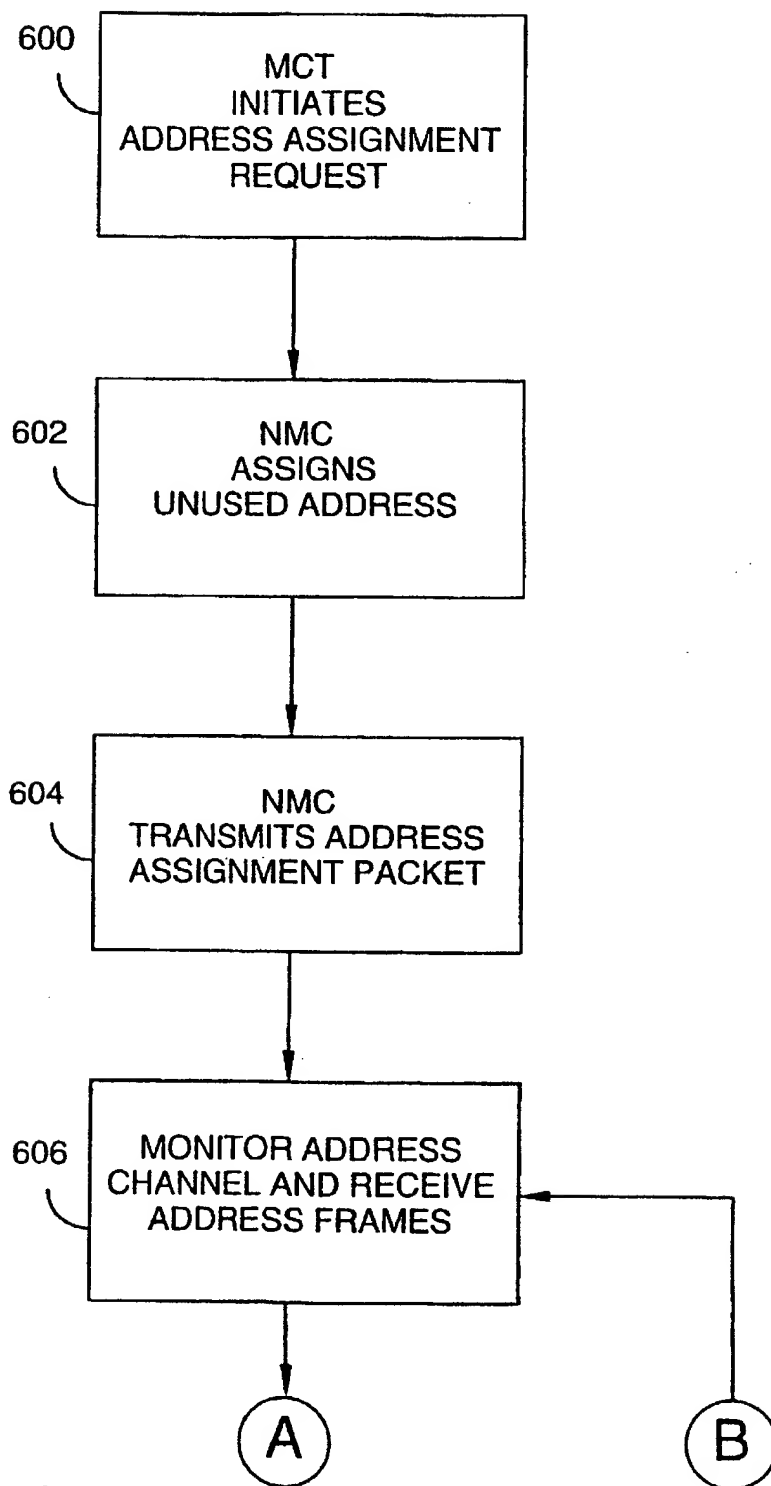 600
MCT
INITIATES
ADDRESS ASSIGNMENT
REQUEST
602
NMC
ASSIGNS
UNUSED ADDRESS
604
NMC
TRANSMITS ADDRESS
ASSIGNMENT PACKET
606
MONITOR ADDRESS
CHANNEL AND RECEIVE
ADDRESS FRAMES
A
B